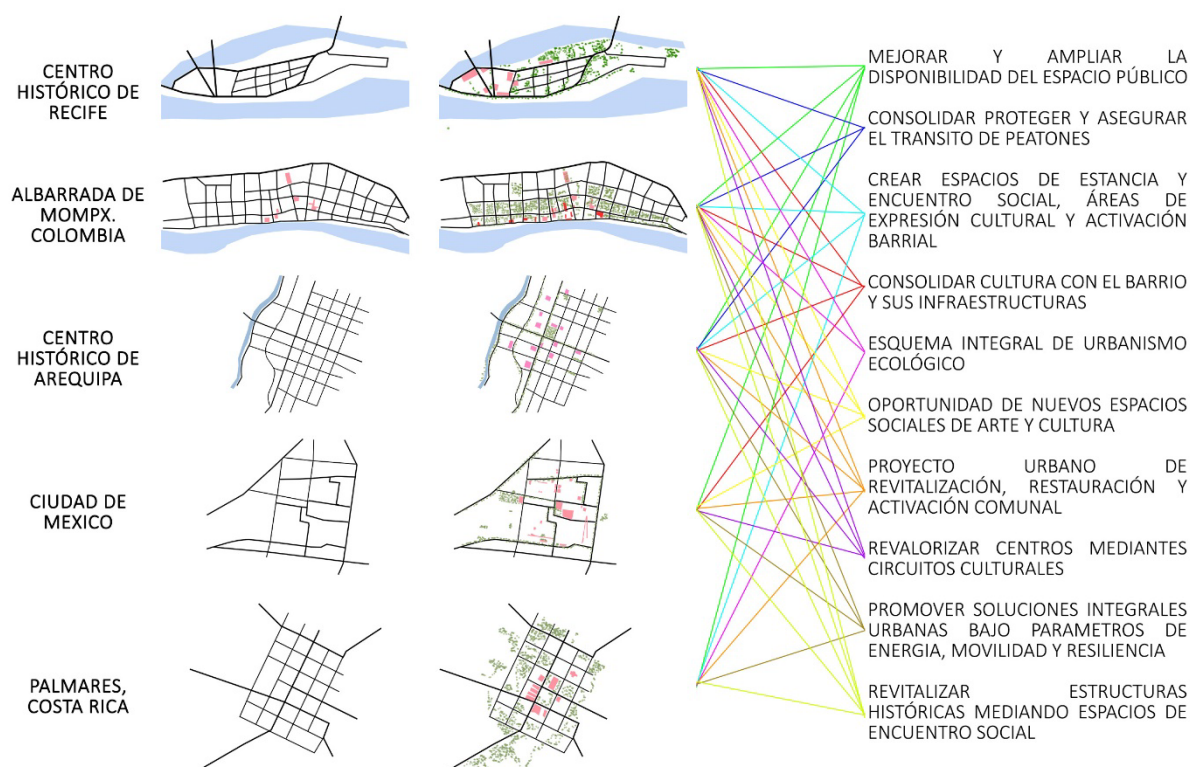 CENTRO
HISTÓRICO DE
RECIFE
ALBARRADA DE
MOMPX.
COLOMBIA
CENTRO
HISTÓRICO DE
AREQUIPA
CIUDAD DE
MEXICO
PALMARES,
COSTA RICA
MEJORAR Y AMPLIAR LA
DISPONIBILIDAD DEL ESPACIO PÚBLICO
CONSOLIDAR PROTEGER Y ASEGURAR
EL TRANSITO DE PEATONES
CREAR ESPACIOS DE ESTANCIA Y
ENCUENTRO SOCIAL, ÁREAS DE
EXPRESIÓN CULTURAL Y ACTIVACIÓN
BARRIAL
CONSOLIDAR CULTURA CON EL BARRIO
Y SUS INFRAESTRUCTURAS
ESQUEMA INTEGRAL DE URBANISMO
ECOLÓGICO
OPORTUNIDAD DE NUEVOS ESPACIOS
SOCIALES DE ARTE Y CULTURA
PROYECTO URBANO DE
REVITALIZACIÓN, RESTAURACIÓN Y
ACTIVACIÓN COMUNAL
REVALORIZAR CENTROS MEDIANTES
CIRCUITOS CULTURALES
PROMOVER SOLUCIONES INTEGRALES
URBANAS BAJO PARAMETROS DE
ENERGIA, MOVILIDAD Y RESILIENCIA
REVITALIZAR ESTRUCTURAS
HISTÓRICAS MEDIANDO ESPACIOS DE
ENCUENTRO SOCIAL